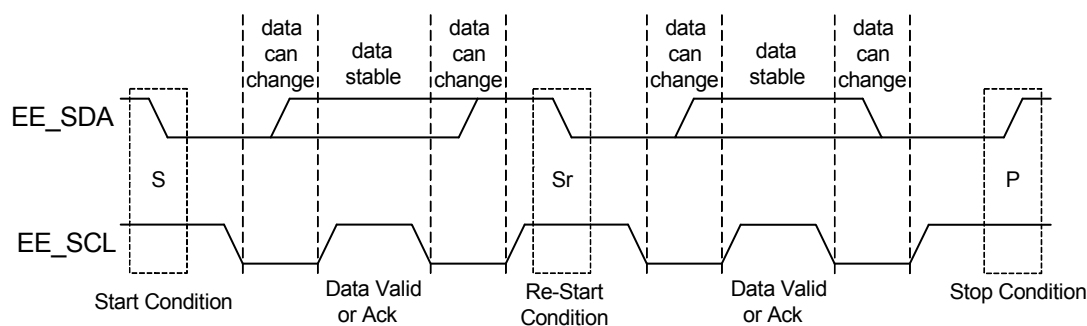 data
can
change
data
stable
data
can
change
data
can
change
data
stable
data
can
change
EE_SDA
S
Sr
P
EE_SCL
Start Condition
Data Valid
or Ack
Re-Start
Condition
Data Valid
or Ack
Stop Condition